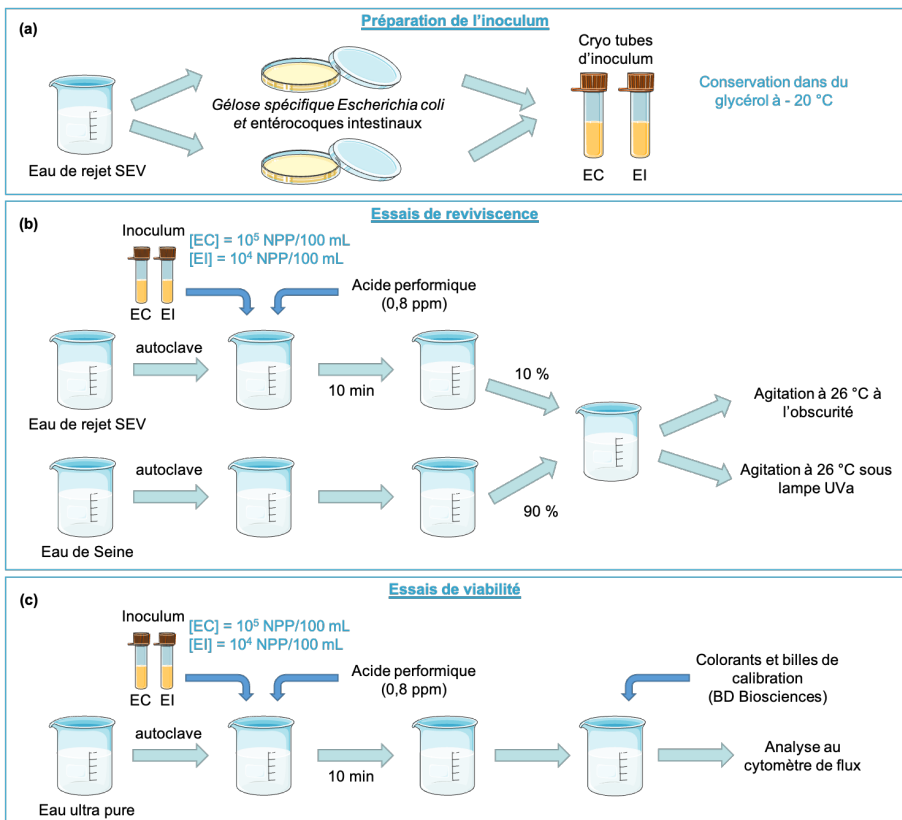 Préparation de l'inoculum
(a)
Cryo tubes
d'inoculum
Conservation dans du
glycérol à - 20 °C
Gélose spécifique Escherichia coli
et entérocoques intestinaux
Eau de rejet SEV
EC
EI
Essais de reviviscence
(b)
Inoculum
[EC] = 10⁵ NPP/100 mL
[EI] = 10⁴ NPP/100 mL
EC
EI
Acide performique
(0,8 ppm)
autoclave
10 min
10 %
Eau de rejet SEV
Agitation à 26 °C à
l'obscurité
autoclave
Agitation à 26 °C sous
lampe UVa
90 %
Eau de Seine
Essais de viabilité
(c)
Inoculum
[EC] = 10⁵ NPP/100 mL
[EI] = 10⁴ NPP/100 mL
EC
EI
Acide performique
(0,8 ppm)
Colorants et billes de
calibration
(BD Biosciences)
autoclave
10 min
Analyse au
cytomètre de flux
Eau ultra pure